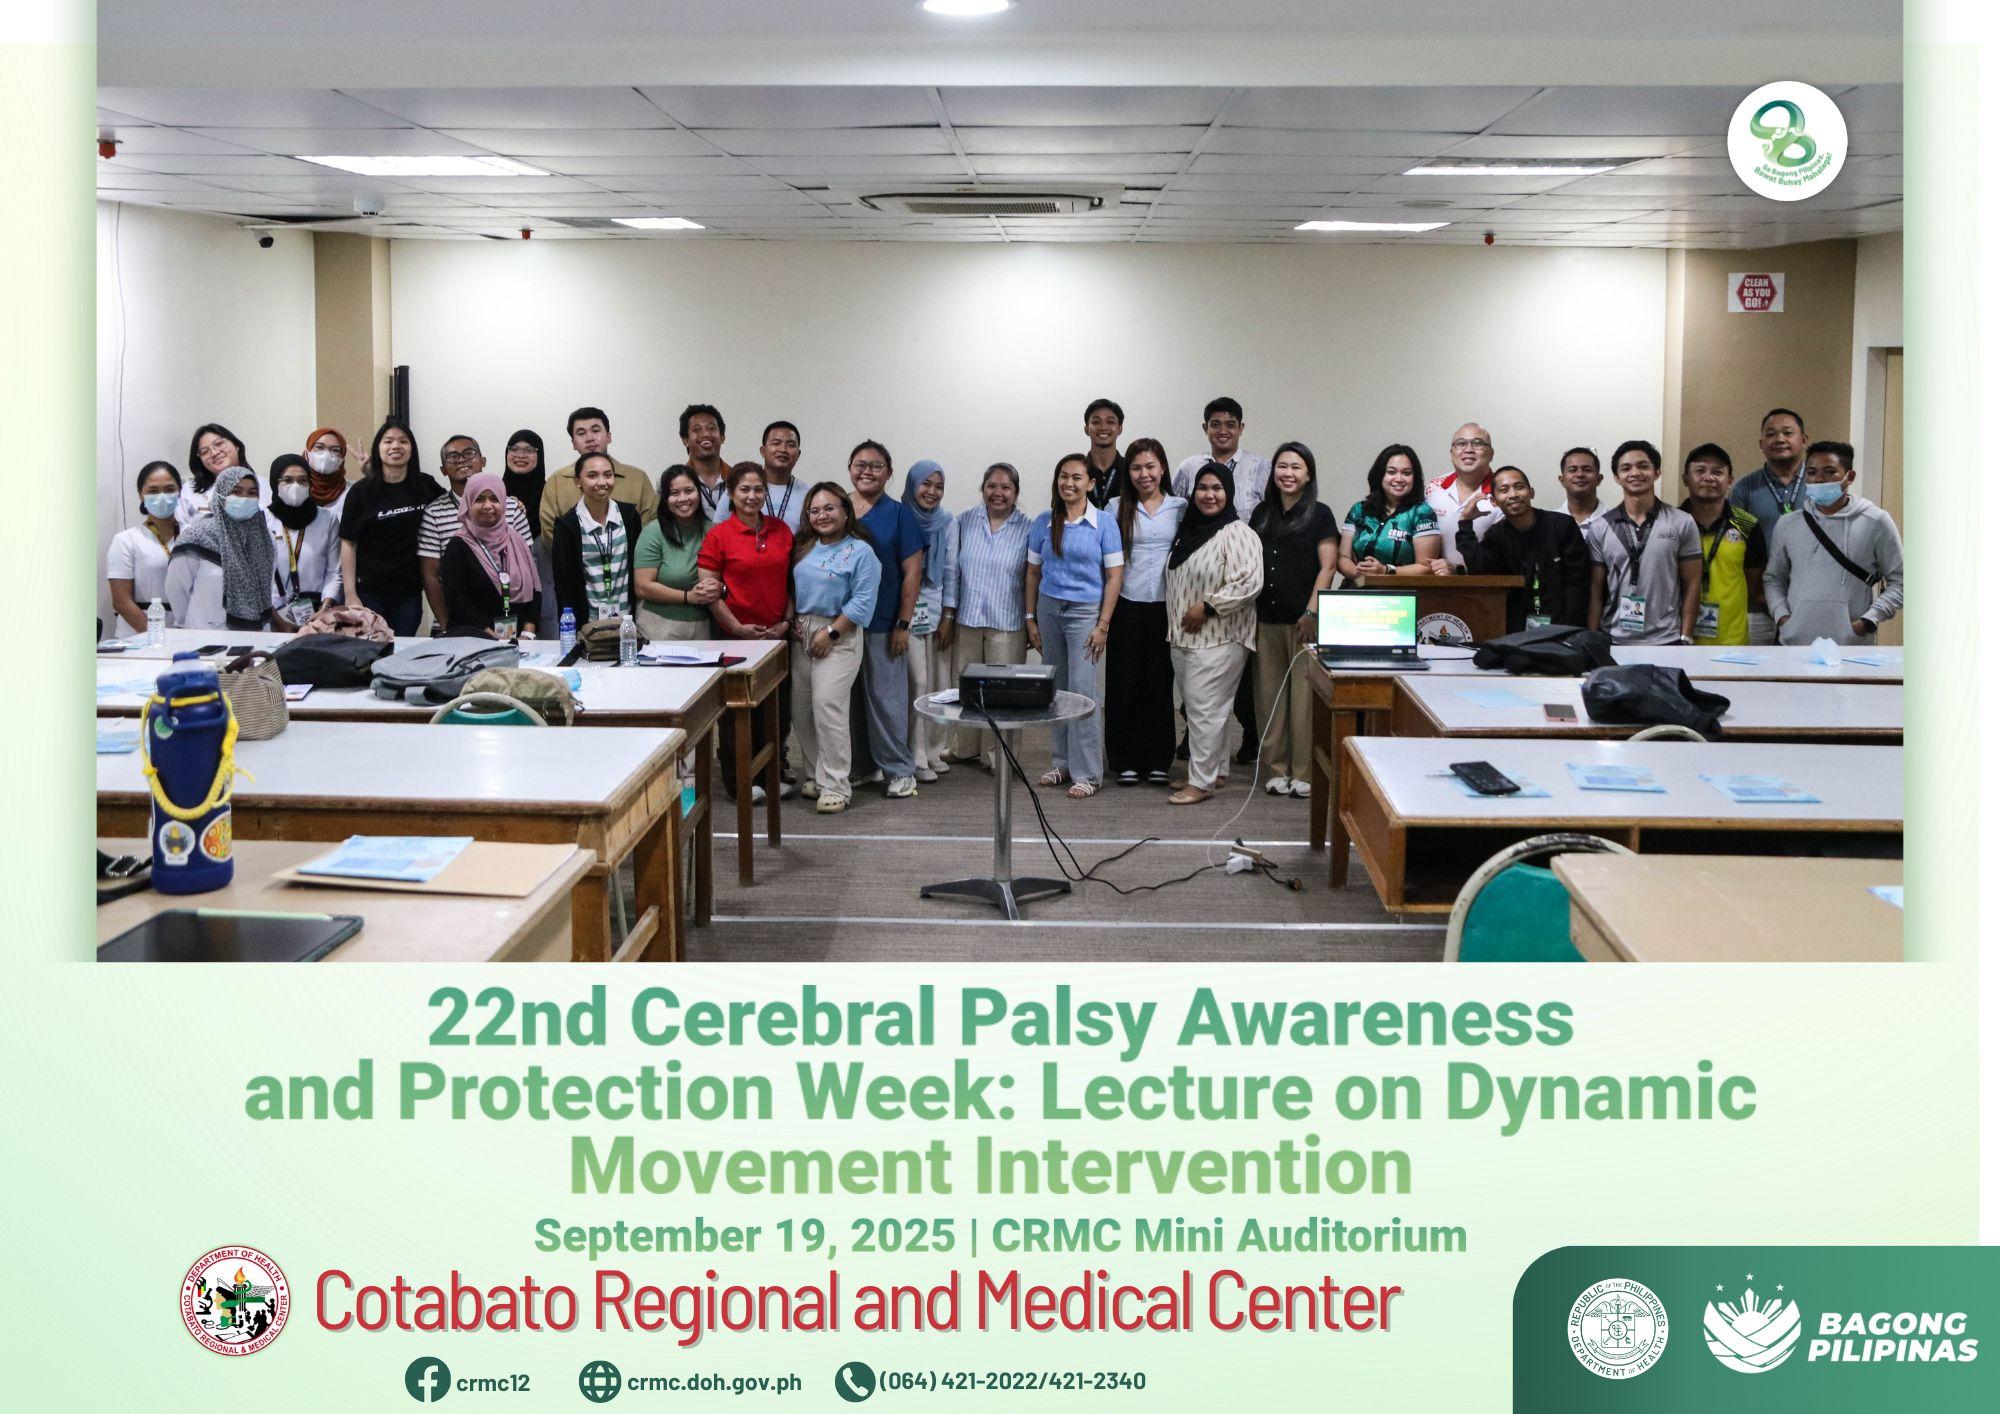 Sa Bagong Pilipinas,
Bawat Buhay Mahalaga!
CLEAN
AS YOU
GO!
22nd Cerebral Palsy Awareness
and Protection Week: Lecture on Dynamic
Movement Intervention
September 19, 2025 | CRMC Mini Auditorium
DEPARTMENT OF HEALTH
COTABATO REGIONAL & MEDICAL CENTER
Cotabato Regional and Medical Center
crmc12
crmc.doh.gov.ph
(064) 421-2022/421-2340
REPUBLIC OF THE PHILIPPINES
DEPARTMENT OF HEALTH
BAGONG
PILIPINAS